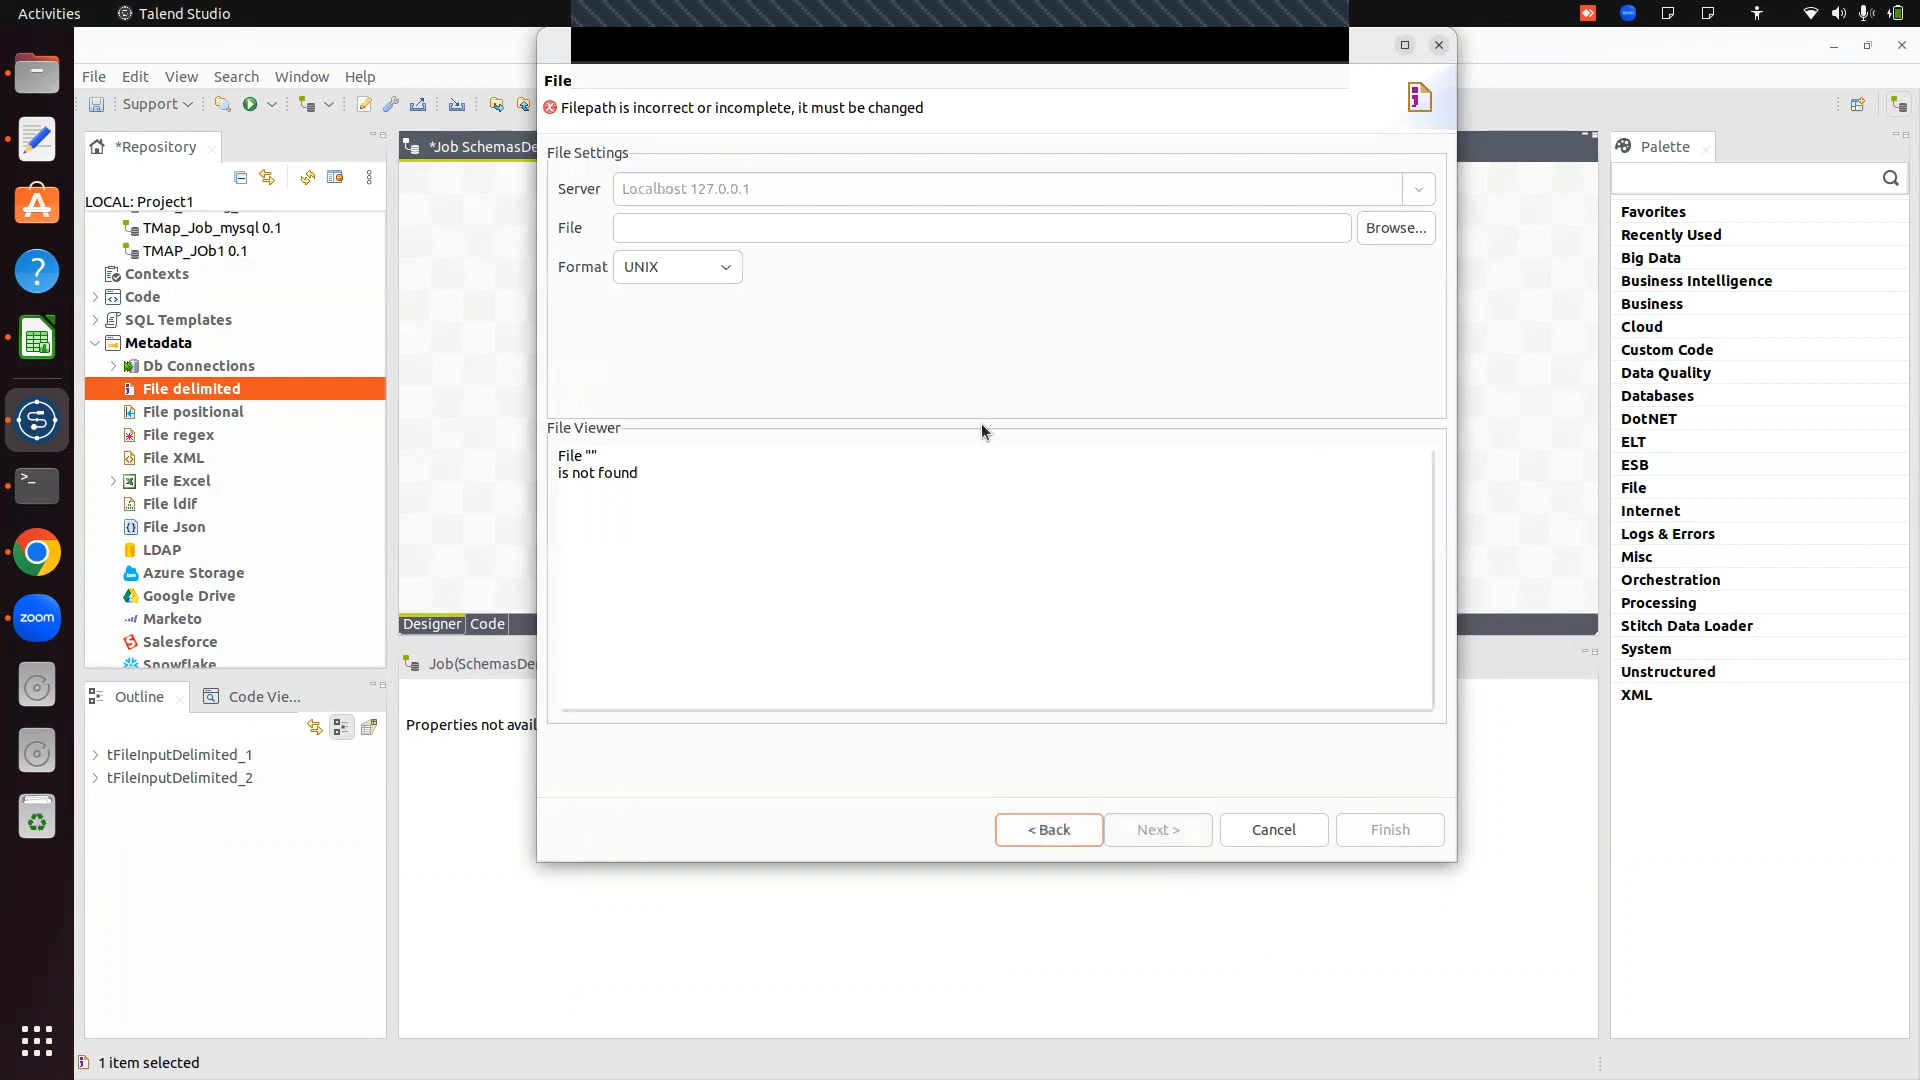 Activities
Talend Studio
File Edit View Search Window Help
Support
*Repository
LOCAL: Project1
TMap_Job_mysql 0.1
TMAP_JOb1 0.1
Contexts
Code
SQL Templates
Metadata
Db Connections
File delimited
File positional
File regex
File XML
File Excel
File ldif
File Json
LDAP
Azure Storage
Google Drive
Marketo
Salesforce
Snowflake
Outline
Code Vie...
tFileInputDelimited_1
tFileInputDelimited_2
1 item selected
*Job SchemasDe
Designer Code
Job(SchemasDe
Properties not avail
File
Filepath is incorrect or incomplete, it must be changed
File Settings
Server Localhost 127.0.0.1
File Browse...
Format UNIX
File Viewer
File ""
is not found
< Back Next > Cancel Finish
Palette
Favorites
Recently Used
Big Data
Business Intelligence
Business
Cloud
Custom Code
Data Quality
Databases
DotNET
ELT
ESB
File
Internet
Logs & Errors
Misc
Orchestration
Processing
Stitch Data Loader
System
Unstructured
XML
zoom